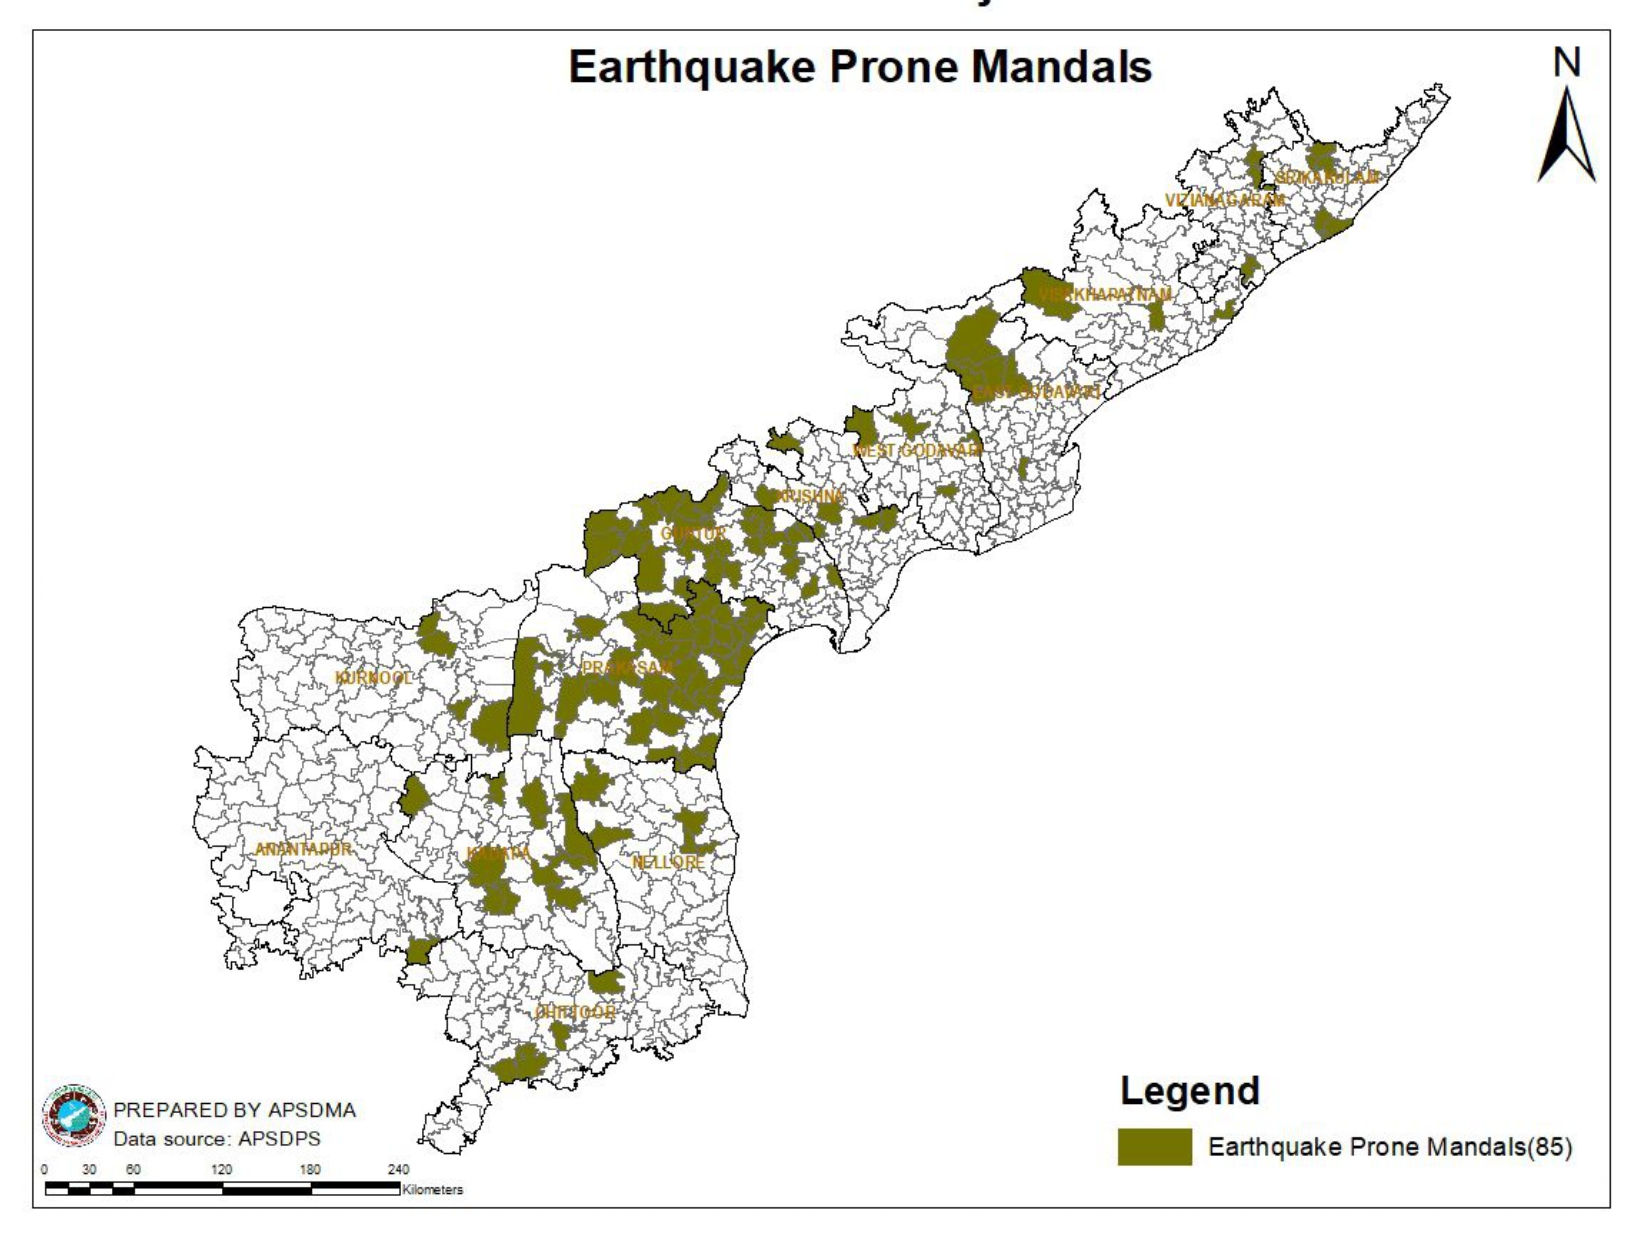 Earthquake Prone Mandals
N
SRIKAKULAM
VIZIANAGARAM
VISAKHAPATNAM
EAST GODAVARI
WEST GODAVARI
KRISHNA
GUNTUR
PRAKASAM
KURNOOL
ANANTAPUR
KADAPA
NELLORE
CHITTOOR
Legend
Earthquake Prone Mandals(85)
PREPARED BY APSDMA
Data source: APSDPS
0 30 60 120 180 240
Kilometers